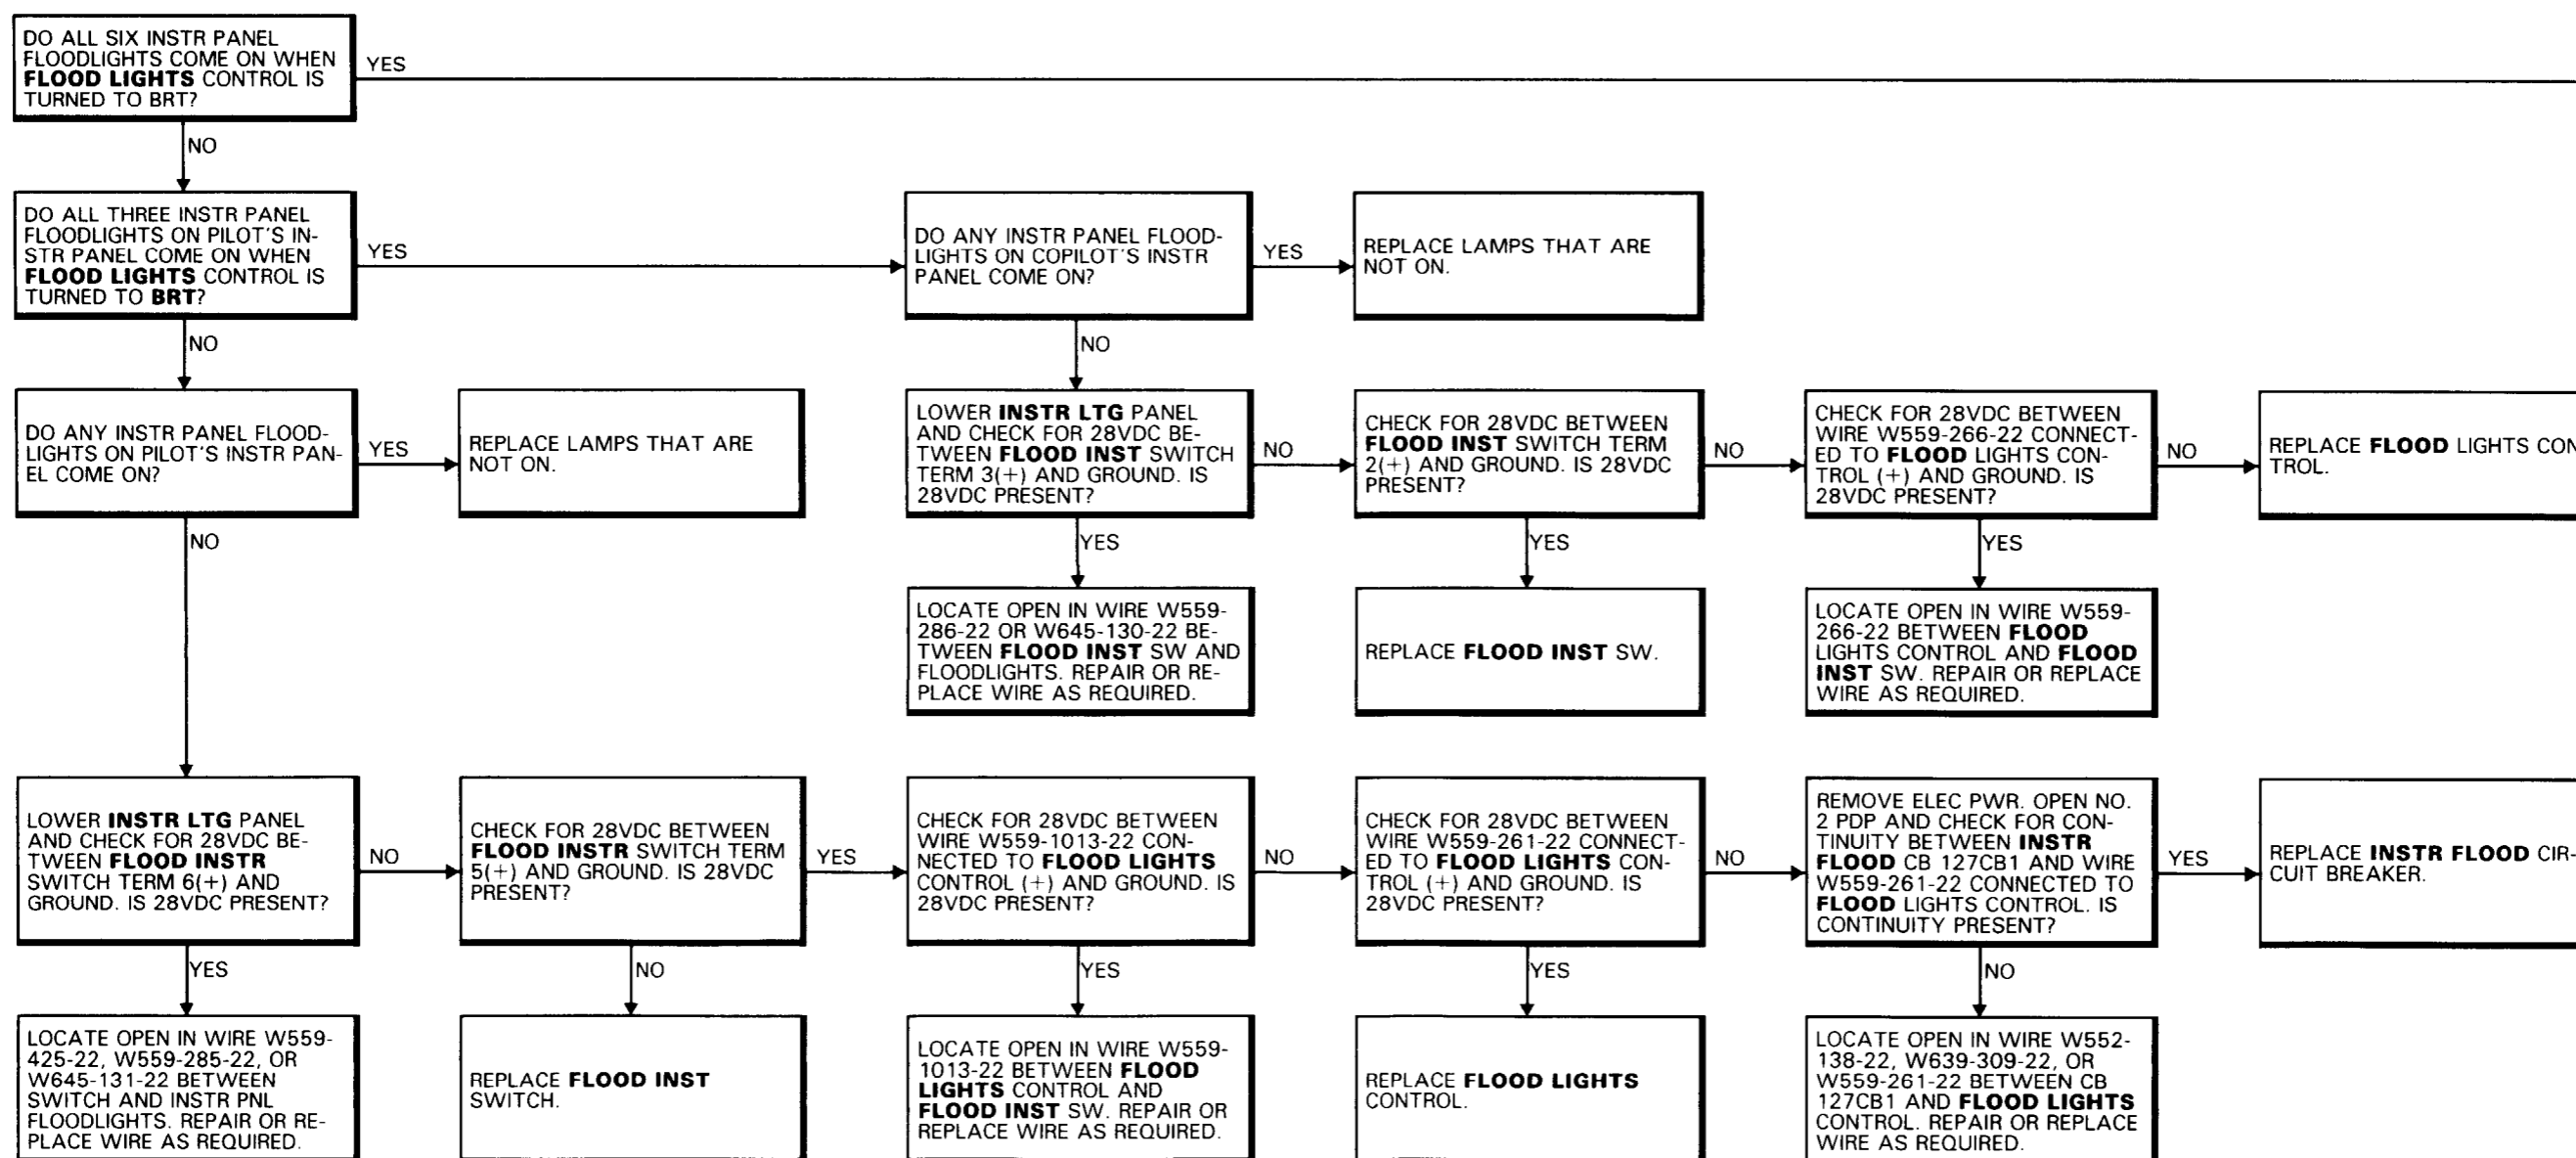 DO ALL SIX INSTR PANEL
FLOODLIGHTS COME ON WHEN
FLOOD LIGHTS CONTROL IS
TURNED TO BRT?
YES
NO
DO ALL THREE INSTR PANEL
FLOODLIGHTS ON PILOT'S IN-
STR PANEL COME ON WHEN
FLOOD LIGHTS CONTROL IS
TURNED TO BRT?
YES
DO ANY INSTR PANEL FLOOD-
LIGHTS ON COPILOT'S INSTR
PANEL COME ON?
YES
REPLACE LAMPS THAT ARE
NOT ON.
NO
NO
DO ANY INSTR PANEL FLOOD-
LIGHTS ON PILOT'S INSTR PAN-
EL COME ON?
YES
REPLACE LAMPS THAT ARE
NOT ON.
LOWER INSTR LTG PANEL
AND CHECK FOR 28VDC BE-
TWEEN FLOOD INST SWITCH
TERM 3(+) AND GROUND. IS
28VDC PRESENT?
NO
CHECK FOR 28VDC BETWEEN
FLOOD INST SWITCH TERM
2(+) AND GROUND. IS 28VDC
PRESENT?
NO
CHECK FOR 28VDC BETWEEN
WIRE W559-266-22 CONNECT-
ED TO FLOOD LIGHTS CON-
TROL (+) AND GROUND. IS
28VDC PRESENT?
NO
REPLACE FLOOD LIGHTS CON
TROL.
NO
YES
YES
YES
LOCATE OPEN IN WIRE W559-
286-22 OR W645-130-22 BE-
TWEEN FLOOD INST SW AND
FLOODLIGHTS. REPAIR OR RE-
PLACE WIRE AS REQUIRED.
REPLACE FLOOD INST SW.
LOCATE OPEN IN WIRE W559-
266-22 BETWEEN FLOOD
LIGHTS CONTROL AND FLOOD
INST SW. REPAIR OR REPLACE
WIRE AS REQUIRED.
LOWER INSTR LTG PANEL
AND CHECK FOR 28VDC BE-
TWEEN FLOOD INSTR
SWITCH TERM 6(+) AND
GROUND. IS 28VDC PRESENT?
NO
CHECK FOR 28VDC BETWEEN
FLOOD INSTR SWITCH TERM
5(+) AND GROUND. IS 28VDC
PRESENT?
YES
CHECK FOR 28VDC BETWEEN
WIRE W559-1013-22 CON-
NECTED TO FLOOD LIGHTS
CONTROL (+) AND GROUND. IS
28VDC PRESENT?
NO
CHECK FOR 28VDC BETWEEN
WIRE W559-261-22 CONNECT-
ED TO FLOOD LIGHTS CON-
TROL (+) AND GROUND. IS
28VDC PRESENT?
NO
REMOVE ELEC PWR. OPEN NO.
2 PDP AND CHECK FOR CON-
TINUITY BETWEEN INSTR
FLOOD CB 127CB1 AND WIRE
W559-261-22 CONNECTED TO
FLOOD LIGHTS CONTROL. IS
CONTINUITY PRESENT?
YES
REPLACE INSTR FLOOD CIR-
CUIT BREAKER.
YES
NO
YES
YES
NO
LOCATE OPEN IN WIRE W559-
425-22, W559-285-22, OR
W645-131-22 BETWEEN
SWITCH AND INSTR PNL
FLOODLIGHTS. REPAIR OR RE-
PLACE WIRE AS REQUIRED.
REPLACE FLOOD INST
SWITCH.
LOCATE OPEN IN WIRE W559-
1013-22 BETWEEN FLOOD
LIGHTS CONTROL AND
FLOOD INST SW. REPAIR OR
REPLACE WIRE AS REQUIRED.
REPLACE FLOOD LIGHTS
CONTROL.
LOCATE OPEN IN WIRE W552-
138-22, W639-309-22, OR
W559-261-22 BETWEEN CB
127CB1 AND FLOOD LIGHTS
CONTROL. REPAIR OR REPLACE
WIRE AS REQUIRED.